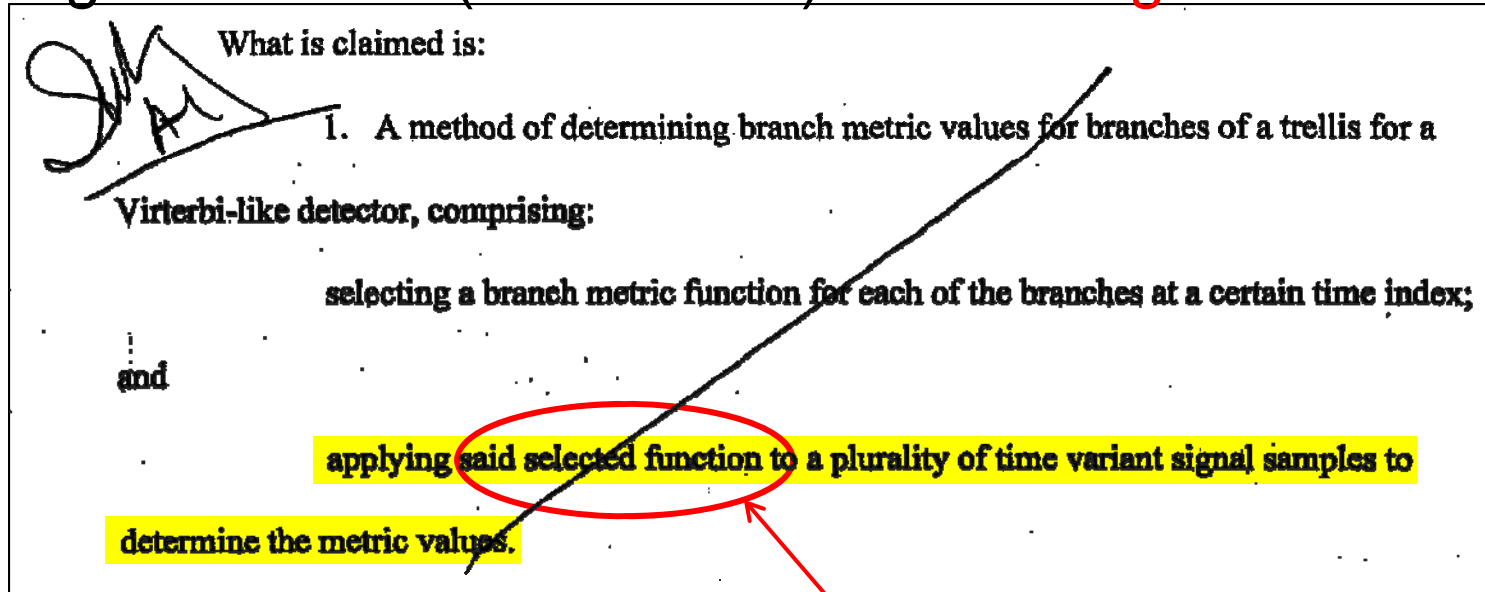 What is claimed is:
1. A method of determining branch metric values for branches of a trellis for a
Virterbi-like detector, comprising:
selecting a branch metric function for each of the branches at a certain time index;
and
applying said selected function to a plurality of time variant signal samples to
determine the metric values.